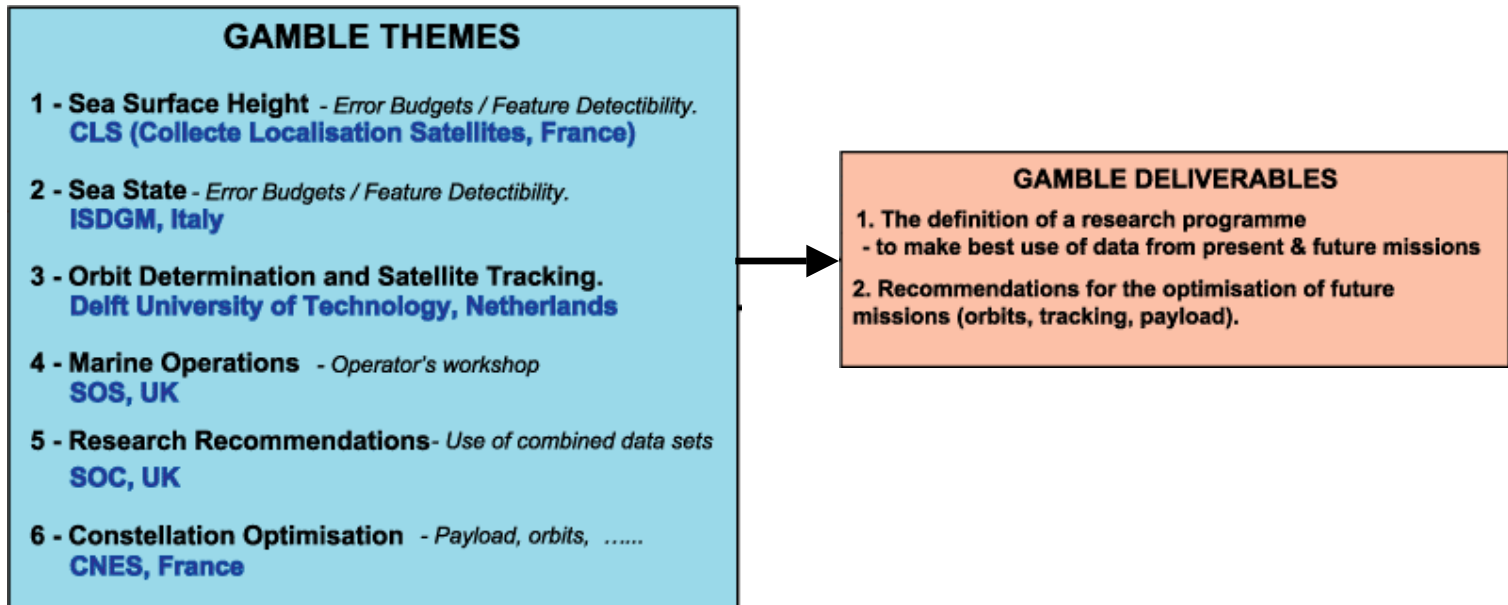 GAMBLE THEMES
1 - Sea Surface Height - Error Budgets / Feature Detectibility.
CLS (Collecte Localisation Satellites, France)
2 - Sea State - Error Budgets / Feature Detectibility.
ISDGM, Italy
3 - Orbit Determination and Satellite Tracking.
Delft University of Technology, Netherlands
4 - Marine Operations - Operator's workshop
SOS, UK
5 - Research Recommendations- Use of combined data sets
SOC, UK
6 - Constellation Optimisation - Payload, orbits, ......
CNES, France
GAMBLE DELIVERABLES
1. The definition of a research programme
- to make best use of data from present & future missions
2. Recommendations for the optimisation of future
missions (orbits, tracking, payload).